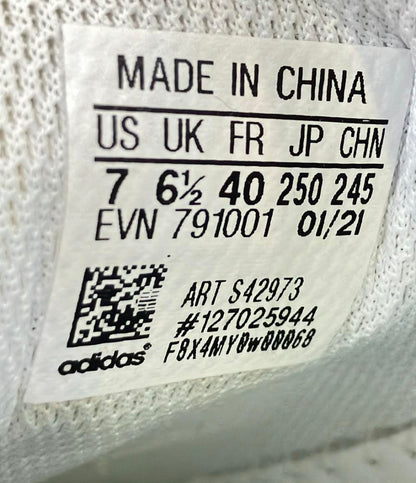 MADE IN CHINA
US UK FR JP CHN
7 6½ 40 250 245
EVN 791001 01/21
ART S42973
#127025944
F8X4MY0w00068
adidas